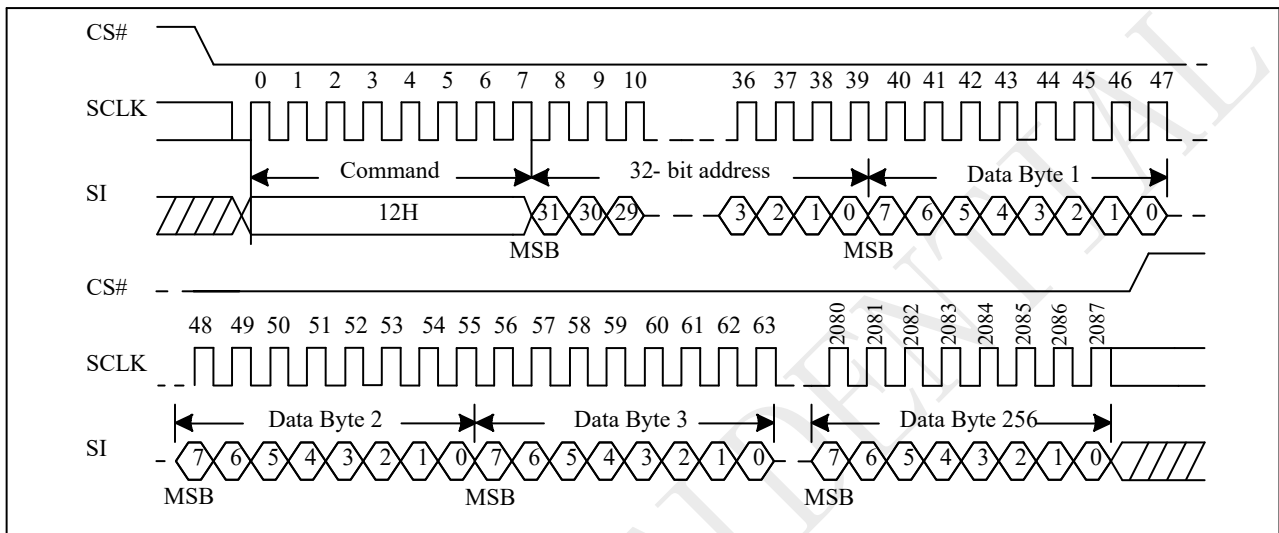 CS#
0 1 2 3 4 5 6 7 8 9 10 36 37 38 39 40 41 42 43 44 45 46 47
SCLK
Command 32- bit address Data Byte 1
SI
12H 31 30 29 3 2 1 0 7 6 5 4 3 2 1 0
MSB MSB
CS#
48 49 50 51 52 53 54 55 56 57 58 59 60 61 62 63 2080 2081 2082 2083 2084 2085 2086 2087
SCLK
Data Byte 2 Data Byte 3 Data Byte 256
SI
7 6 5 4 3 2 1 0 7 6 5 4 3 2 1 0 7 6 5 4 3 2 1 0
MSB MSB MSB